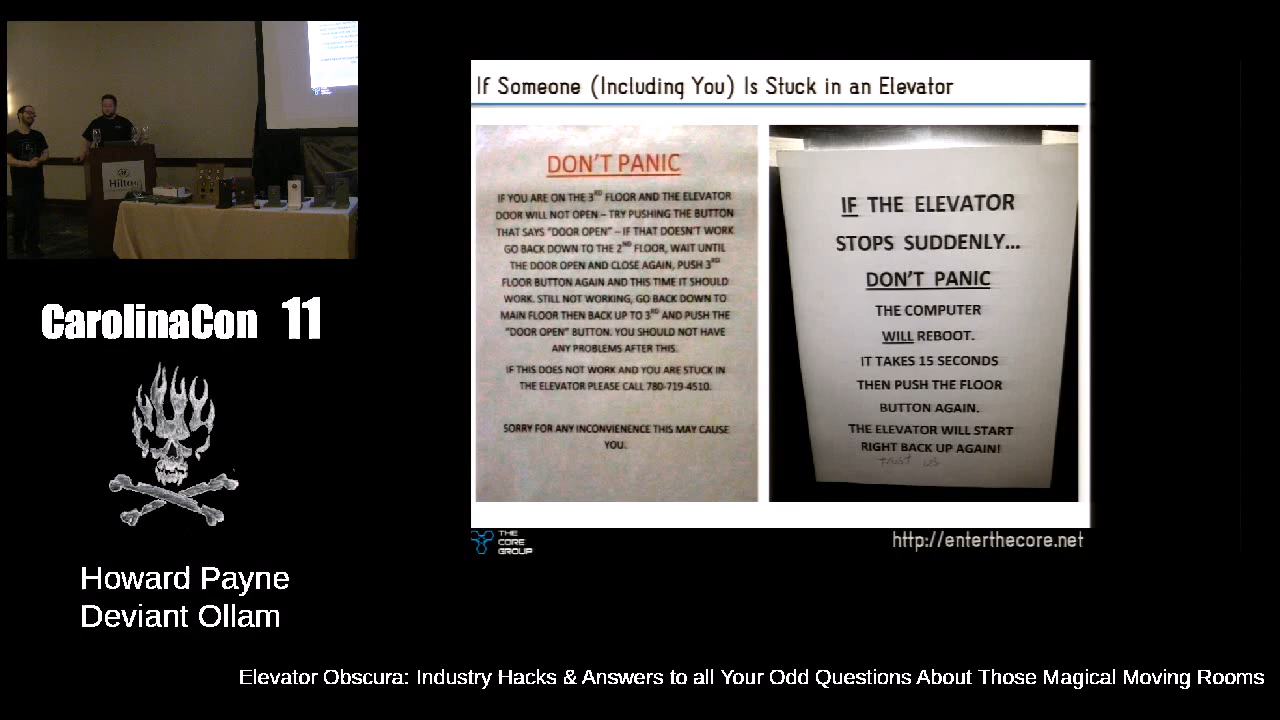 If Someone (Including You) Is Stuck in an Elevator
DON'T PANIC
IF YOU ARE ON THE 3RD FLOOR AND THE ELEVATOR
DOOR WILL NOT OPEN – TRY PUSHING THE BUTTON
THAT SAYS "DOOR OPEN" – IF THAT DOESN'T WORK
GO BACK DOWN TO THE 2ND FLOOR, WAIT UNTIL
THE DOOR OPEN AND CLOSE AGAIN, PUSH 3RD
FLOOR BUTTON AGAIN AND THIS TIME IT SHOULD
WORK. STILL NOT WORKING, GO BACK DOWN TO
MAIN FLOOR THEN BACK UP TO 3RD AND PUSH THE
"DOOR OPEN" BUTTON. YOU SHOULD NOT HAVE
ANY PROBLEMS AFTER THIS.
IF THIS DOES NOT WORK AND YOU ARE STUCK IN
THE ELEVATOR PLEASE CALL 780-719-4510.
SORRY FOR ANY INCONVIENENCE THIS MAY CAUSE
YOU.
IF THE ELEVATOR
STOPS SUDDENLY...
DON'T PANIC
THE COMPUTER
WILL REBOOT.
IT TAKES 15 SECONDS
THEN PUSH THE FLOOR
BUTTON AGAIN.
THE ELEVATOR WILL START
RIGHT BACK UP AGAIN!
TRUST US
THE
CORE
GROUP
http://enterthecore.net
Hilton
CarolinaCon 11
Howard Payne
Deviant Ollam
Elevator Obscura: Industry Hacks & Answers to all Your Odd Questions About Those Magical Moving Rooms